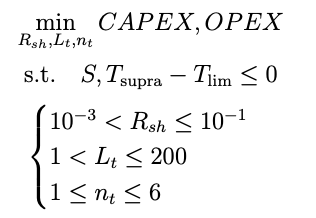 min CAPEX, OPEX
R_sh,L_t,n_t
s.t. S, T_supra − T_lim ≤ 0
10^−3 < R_sh ≤ 10^−1
1 < L_t ≤ 200
1 ≤ n_t ≤ 6